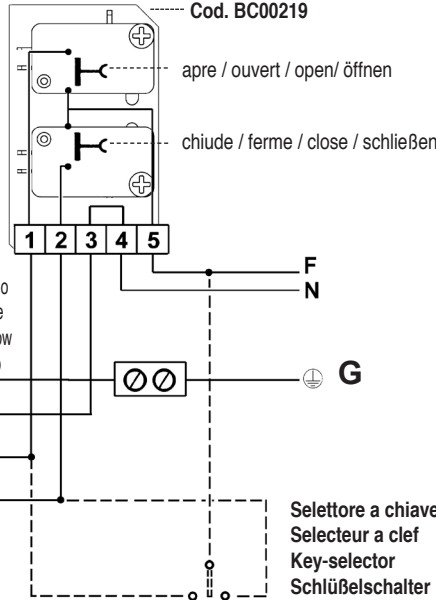 Cod. BC00219
apre / ouvert / open/ öffnen
chiude / ferme / close / schließen
1 2 3 4 5
F
N
G
Selettore a chiave
Selecteur a clef
Key-selector
Schlüßelschalter